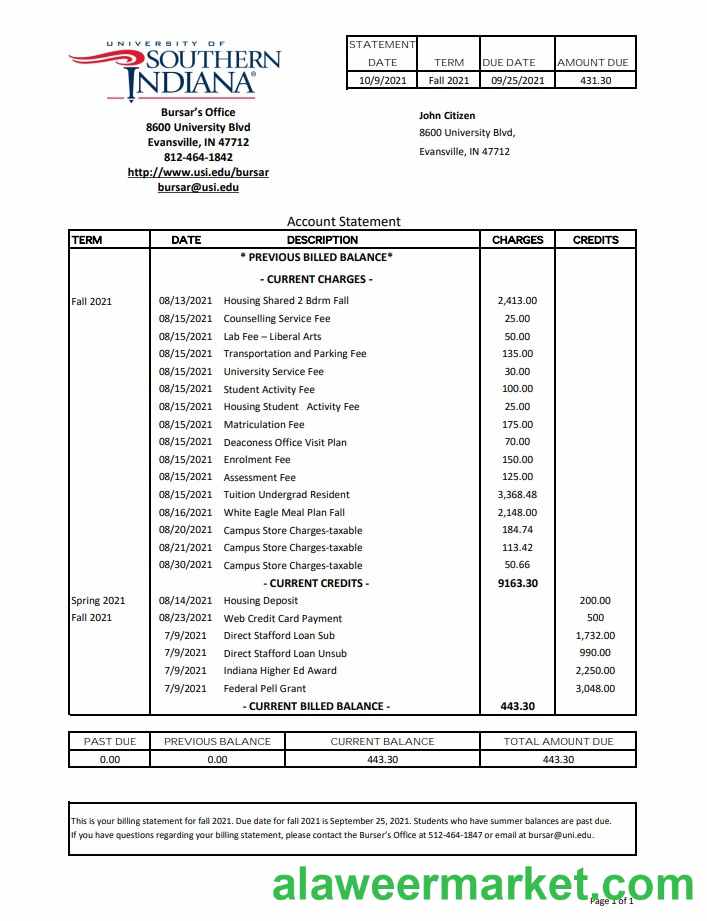 UNIVERSITY OF
SOUTHERN
INDIANA®
STATEMENT DATE TERM DUE DATE AMOUNT DUE
10/9/2021 Fall 2021 09/25/2021 431.30
Bursar's Office
8600 University Blvd
Evansville, IN 47712
812-464-1842
http://www.usi.edu/bursar
bursar@usi.edu
John Citizen
8600 University Blvd,
Evansville, IN 47712
Account Statement
TERM DATE DESCRIPTION CHARGES CREDITS
* PREVIOUS BILLED BALANCE*
- CURRENT CHARGES -
Fall 2021 08/13/2021 Housing Shared 2 Bdrm Fall 2,413.00
08/15/2021 Counselling Service Fee 25.00
08/15/2021 Lab Fee – Liberal Arts 50.00
08/15/2021 Transportation and Parking Fee 135.00
08/15/2021 University Service Fee 30.00
08/15/2021 Student Activity Fee 100.00
08/15/2021 Housing Student Activity Fee 25.00
08/15/2021 Matriculation Fee 175.00
08/15/2021 Deaconess Office Visit Plan 70.00
08/15/2021 Enrolment Fee 150.00
08/15/2021 Assessment Fee 125.00
08/15/2021 Tuition Undergrad Resident 3,368.48
08/16/2021 White Eagle Meal Plan Fall 2,148.00
08/20/2021 Campus Store Charges-taxable 184.74
08/21/2021 Campus Store Charges-taxable 113.42
08/30/2021 Campus Store Charges-taxable 50.66
- CURRENT CREDITS - 9163.30
Spring 2021 08/14/2021 Housing Deposit 200.00
Fall 2021 08/23/2021 Web Credit Card Payment 500
7/9/2021 Direct Stafford Loan Sub 1,732.00
7/9/2021 Direct Stafford Loan Unsub 990.00
7/9/2021 Indiana Higher Ed Award 2,250.00
7/9/2021 Federal Pell Grant 3,048.00
- CURRENT BILLED BALANCE - 443.30
PAST DUE PREVIOUS BALANCE CURRENT BALANCE TOTAL AMOUNT DUE
0.00 0.00 443.30 443.30
This is your billing statement for fall 2021. Due date for fall 2021 is September 25, 2021. Students who have summer balances are past due.
If you have questions regarding your billing statement, please contact the Burser's Office at 512-464-1847 or email at bursar@uni.edu.
alaweermarket.com
Page 1 of 1